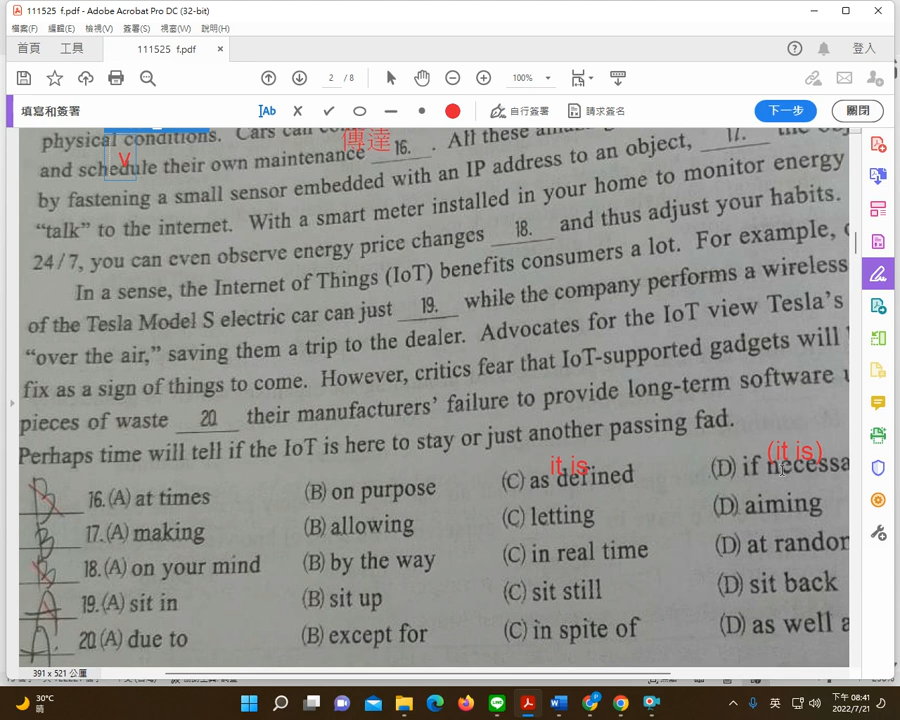 111525 f.pdf - Adobe Acrobat Pro DC (32-bit)
檔案(F) 編輯(E) 檢視(V) 簽署(S) 視窗(W) 說明(H)
首頁 工具 111525 f.pdf × 登入
2 / 8 100%
填寫和簽署 Ab 自行簽署 請求簽名 下一步 關閉
physical conditions. Cars can
傳達
and schedule their own maintenance 16. . All these 17. the
V
by fastening a small sensor embedded with an IP address to an object,
“talk” to the internet. With a smart meter installed in your home to monitor energy
24/7, you can even observe energy price changes 18. and thus adjust your habits.
In a sense, the Internet of Things (IoT) benefits consumers a lot. For example,
of the Tesla Model S electric car can just 19. while the company performs a wireless
“over the air,” saving them a trip to the dealer. Advocates for the IoT view Tesla’s
fix as a sign of things to come. However, critics fear that IoT-supported gadgets will
pieces of waste 20 their manufacturers’ failure to provide long-term software
Perhaps time will tell if the IoT is here to stay or just another passing fad.
it is (it is)
B 16. (A) at times (B) on purpose (C) as defined (D) if
B 17. (A) making (B) allowing (C) letting (D) aiming
B 18. (A) on your mind (B) by the way (C) in real time (D) at
A 19. (A) sit in (B) sit up (C) sit still (D) sit back
A. 20 (A) due to (B) except for (C) in spite of (D) as well
391 x 521 公厘
30°C
晴
英
下午 08:41
2022/7/21